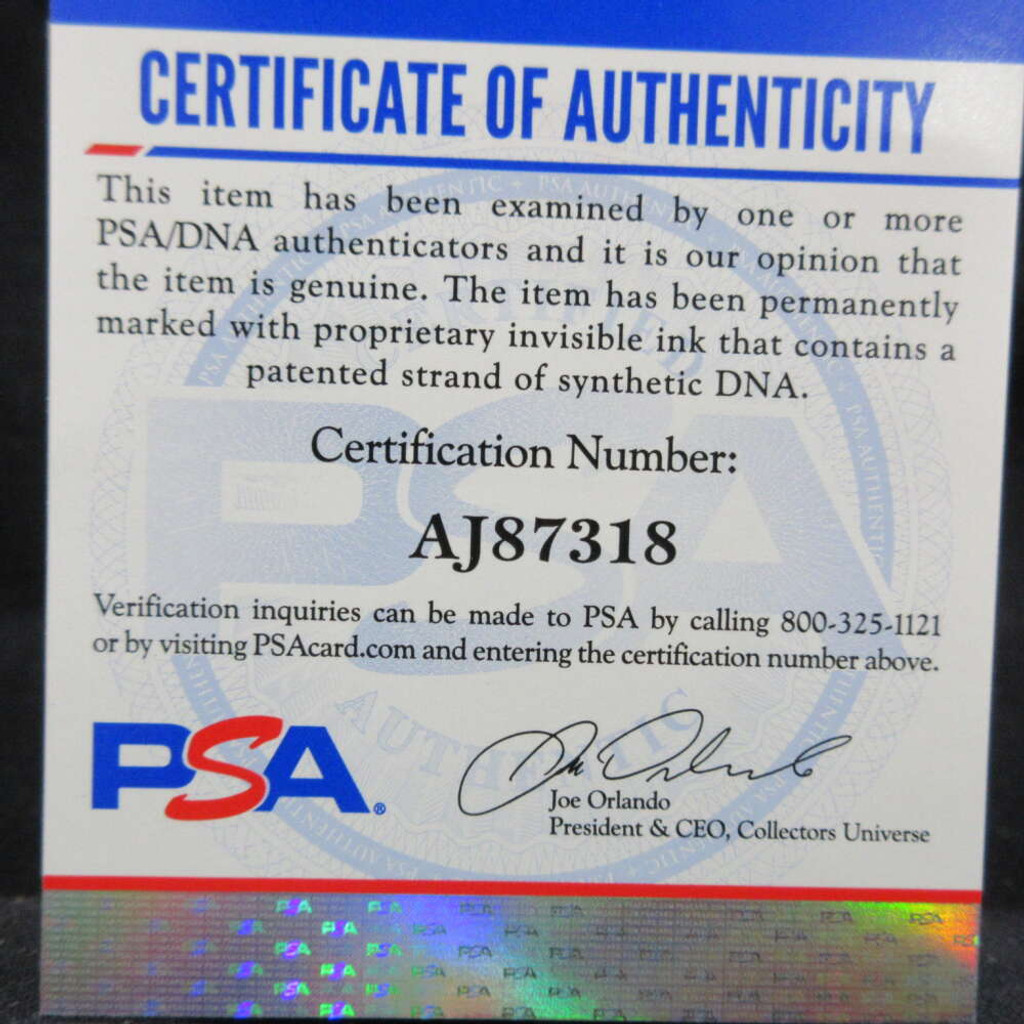 CERTIFICATE OF AUTHENTICITY
This item has been examined by one or more
PSA/DNA authenticators and it is our opinion that
the item is genuine. The item has been permanently
marked with proprietary invisible ink that contains a
patented strand of synthetic DNA.
Certification Number:
AJ87318
Verification inquiries can be made to PSA by calling 800-325-1121
or by visiting PSAcard.com and entering the certification number above.
PSA®
Joe Orlando
President & CEO, Collectors Universe
PSA
AUTHENTIC